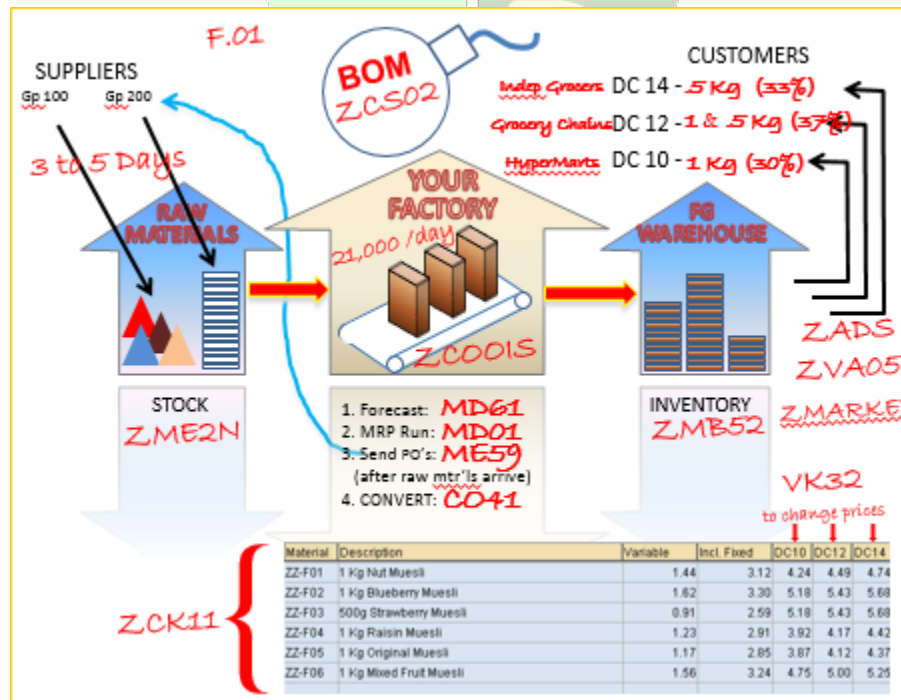 F.01
SUPPLIERS
Gp 100 Gp 200
3 to 5 Days
BOM
ZCS02
CUSTOMERS
Indep Grocers DC 14 - .5 Kg (33%)
Grocery Chains DC 12 - 1 & .5 Kg (37%)
HyperMarts DC 10 - 1 Kg (30%)
RAW
MATERIALS
YOUR
FACTORY
21,000 /day
ZCOOIS
FG
WAREHOUSE
ZADS
ZVA05
ZMARKET
STOCK
ZME2N
1. Forecast: MD61
2. MRP Run: MD01
3. Send PO's: ME59
(after raw mtr'ls arrive)
4. CONVERT: CO41
INVENTORY
ZMB52
VK32
to change prices
ZCK11
Material Description Variable Incl. Fixed DC10 DC12 DC14
ZZ-F01 1 Kg Nut Muesli 1.44 3.12 4.24 4.49 4.74
ZZ-F02 1 Kg Blueberry Muesli 1.62 3.30 5.18 5.43 5.68
ZZ-F03 500g Strawberry Muesli 0.91 2.59 5.18 5.43 5.68
ZZ-F04 1 Kg Raisin Muesli 1.23 2.91 3.92 4.17 4.42
ZZ-F05 1 Kg Original Muesli 1.17 2.85 3.87 4.12 4.37
ZZ-F06 1 Kg Mixed Fruit Muesli 1.56 3.24 4.75 5.00 5.25